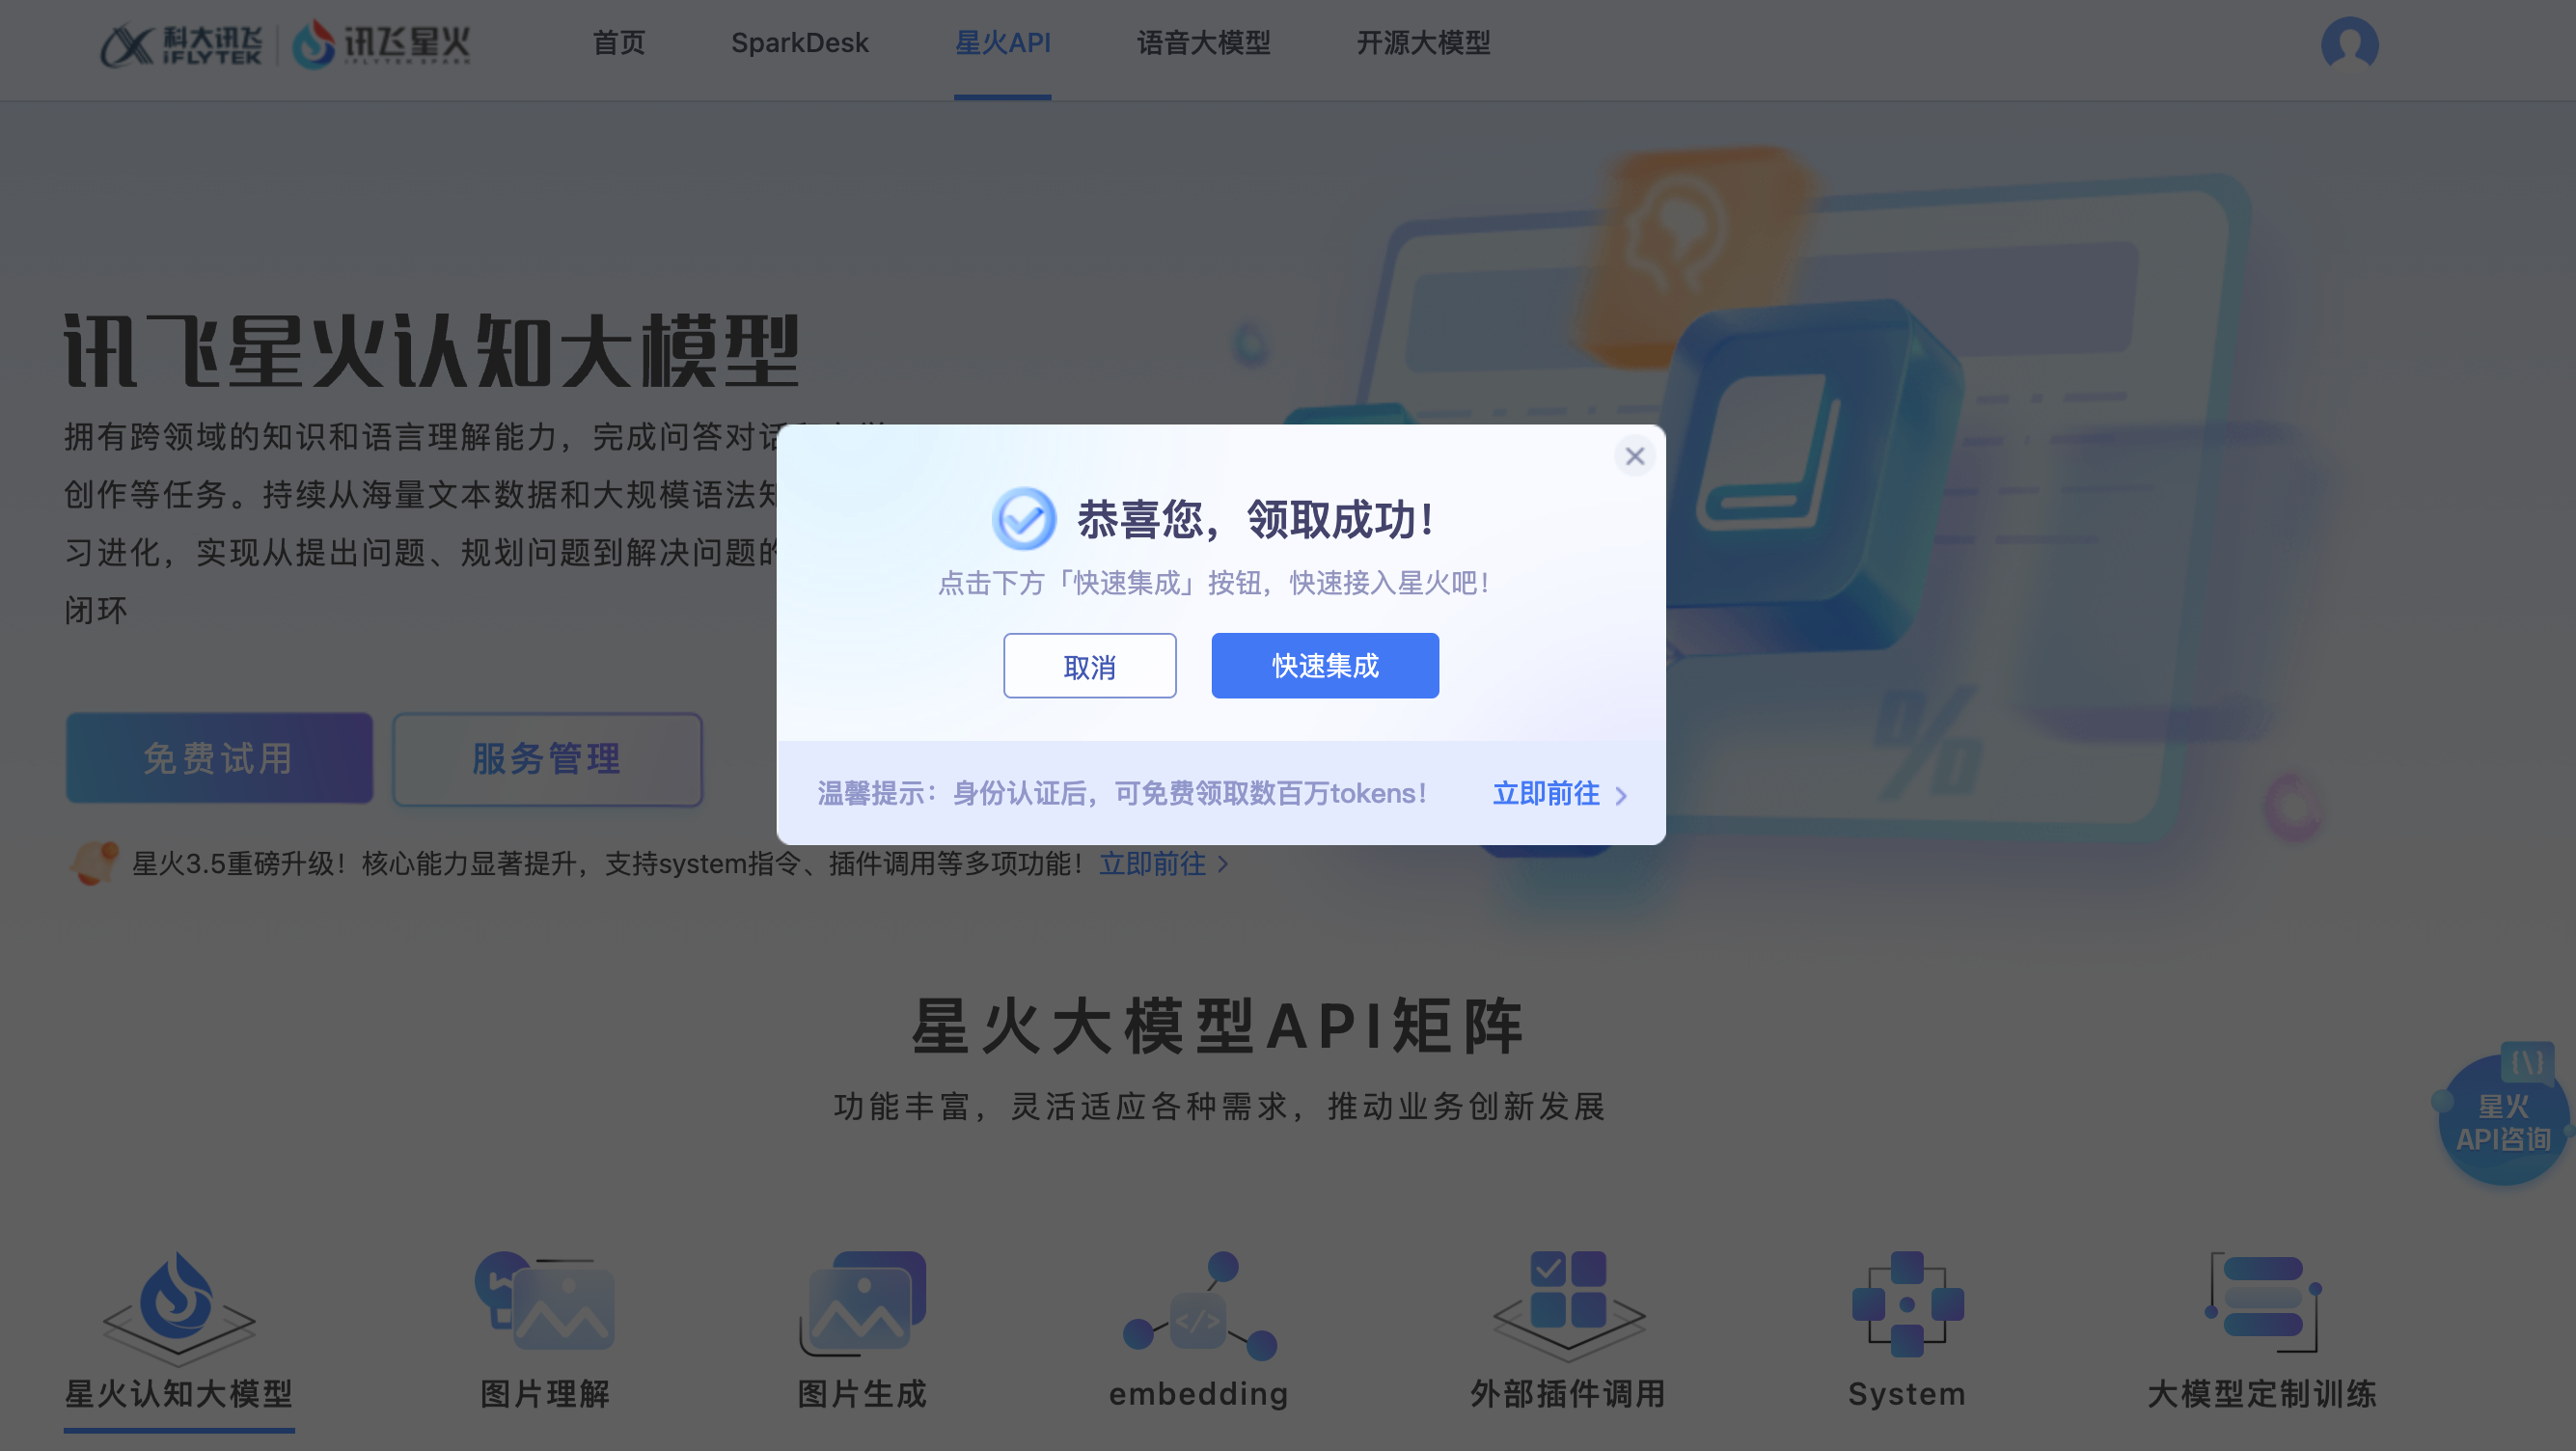 科大讯飞
IFLYTEK
讯飞星火
IFLYTEK SPARK
首页
SparkDesk
星火API
语音大模型
开源大模型
讯飞星火认知大模型
拥有跨领域的知识和语言理解能力，完成问答对话
创作等任务。持续从海量文本数据和大规模语法知
习进化，实现从提出问题、规划问题到解决问题的
闭环
免费试用
服务管理
星火3.5重磅升级！核心能力显著提升，支持system指令、插件调用等多项功能！ 立即前往 >
恭喜您，领取成功！
点击下方「快速集成」按钮，快速接入星火吧！
取消
快速集成
温馨提示：身份认证后，可免费领取数百万tokens！
立即前往 >
%
星火大模型API矩阵
功能丰富，灵活适应各种需求，推动业务创新发展
{\}
星火
API咨询
</>
星火认知大模型
图片理解
图片生成
embedding
外部插件调用
System
大模型定制训练